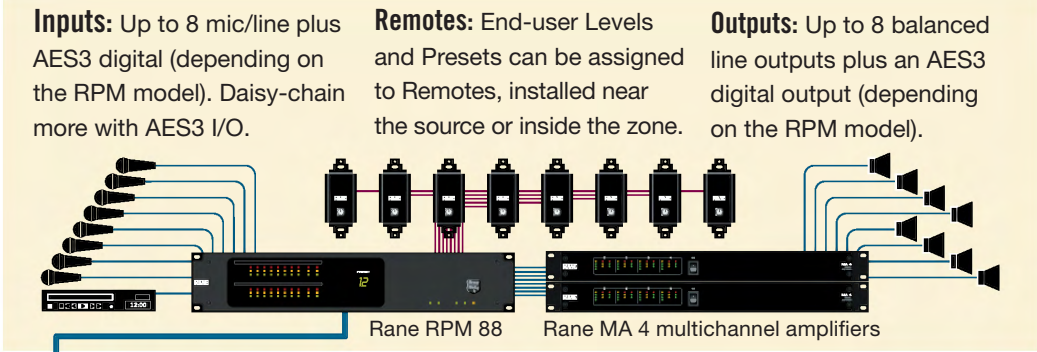 Inputs: Up to 8 mic/line plus
AES3 digital (depending on
the RPM model). Daisy-chain
more with AES3 I/O.
Remotes: End-user Levels
and Presets can be assigned
to Remotes, installed near
the source or inside the zone.
Outputs: Up to 8 balanced
line outputs plus an AES3
digital output (depending
on the RPM model).
12
12:00
Rane RPM 88
Rane MA 4 multichannel amplifiers